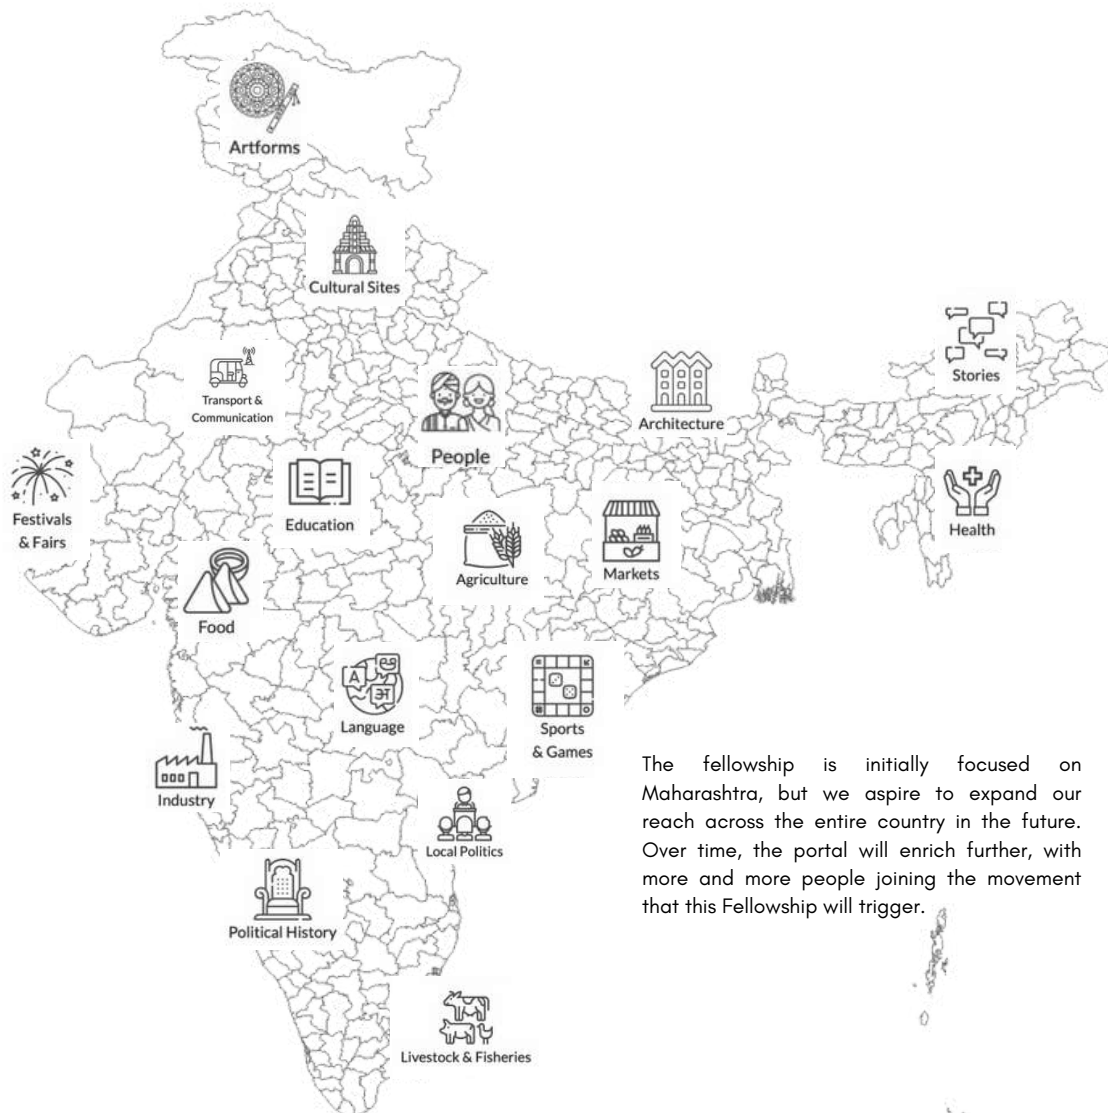 Artforms
Cultural Sites
Stories
Transport &
Communication
Architecture
People
Festivals
& Fairs
Education
Health
Agriculture
Markets
Food
Language
Sports
& Games
Industry
Local Politics
Political History
Livestock & Fisheries
The fellowship is initially focused on
Maharashtra, but we aspire to expand our
reach across the entire country in the future.
Over time, the portal will enrich further, with
more and more people joining the movement
that this Fellowship will trigger.